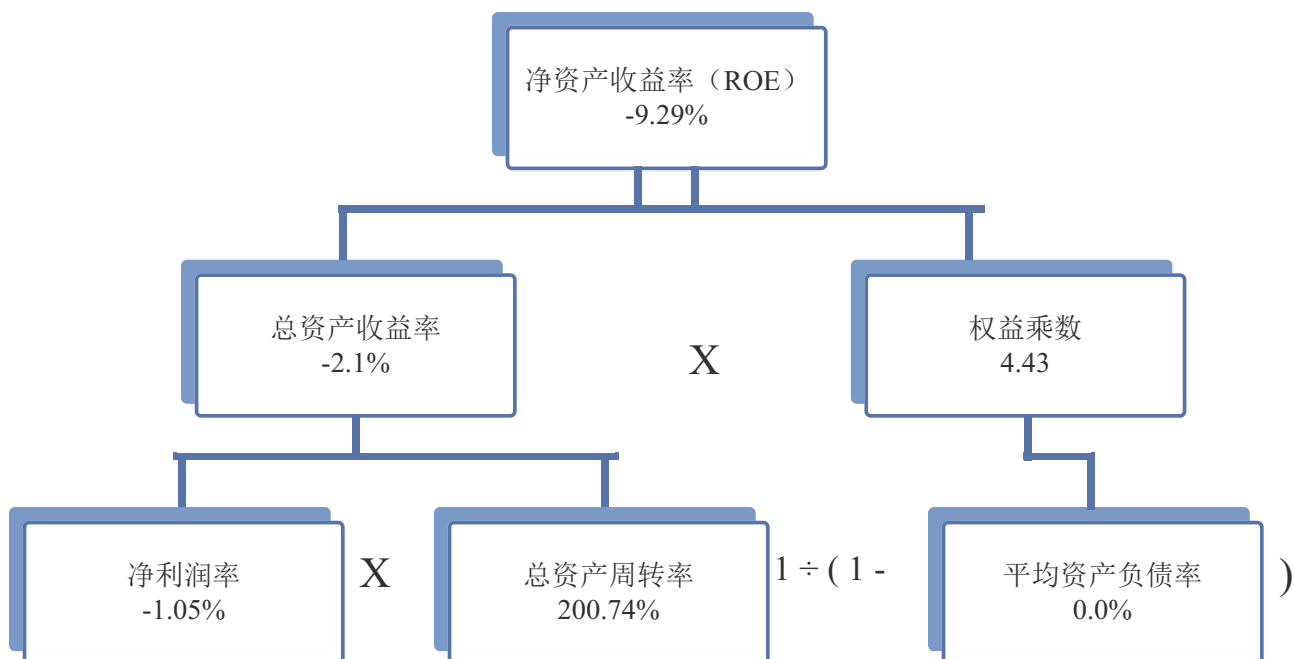 净资产收益率（ROE）
-9.29%
总资产收益率
-2.1%
X
权益乘数
4.43
净利润率
-1.05%
X
总资产周转率
200.74%
1 ÷ ( 1 -
平均资产负债率
0.0%
)